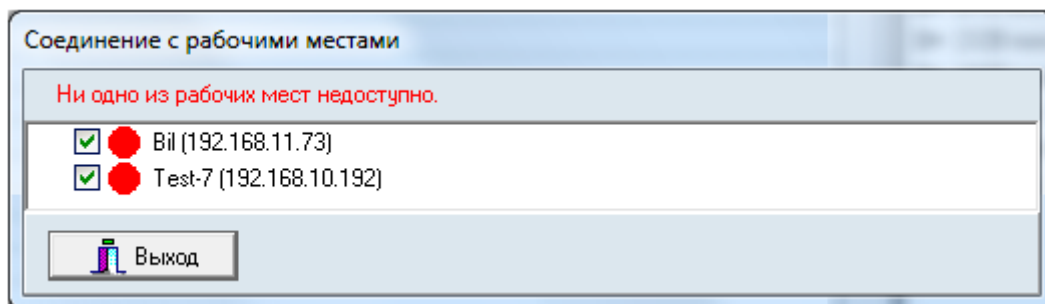 Соединение с рабочими местами
Ни одно из рабочих мест недоступно.
Bil (192.168.11.73)
Test-7 (192.168.10.192)
Выход